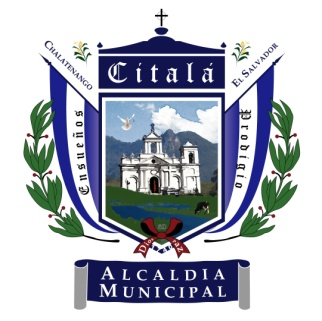 CHALATENANGO
EL SALVADOR
Citalá
Ensueños
Prodigio
ALCALDIA
MUNICIPAL